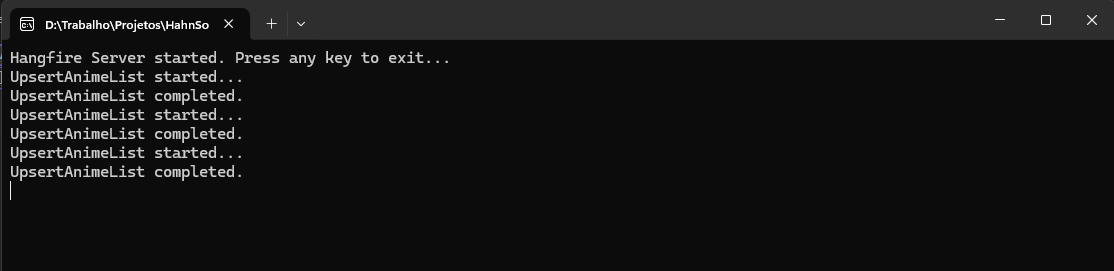 D:\Trabalho\Projetos\HahnSo
Hangfire Server started. Press any key to exit...
UpsertAnimeList started...
UpsertAnimeList completed.
UpsertAnimeList started...
UpsertAnimeList completed.
UpsertAnimeList started...
UpsertAnimeList completed.